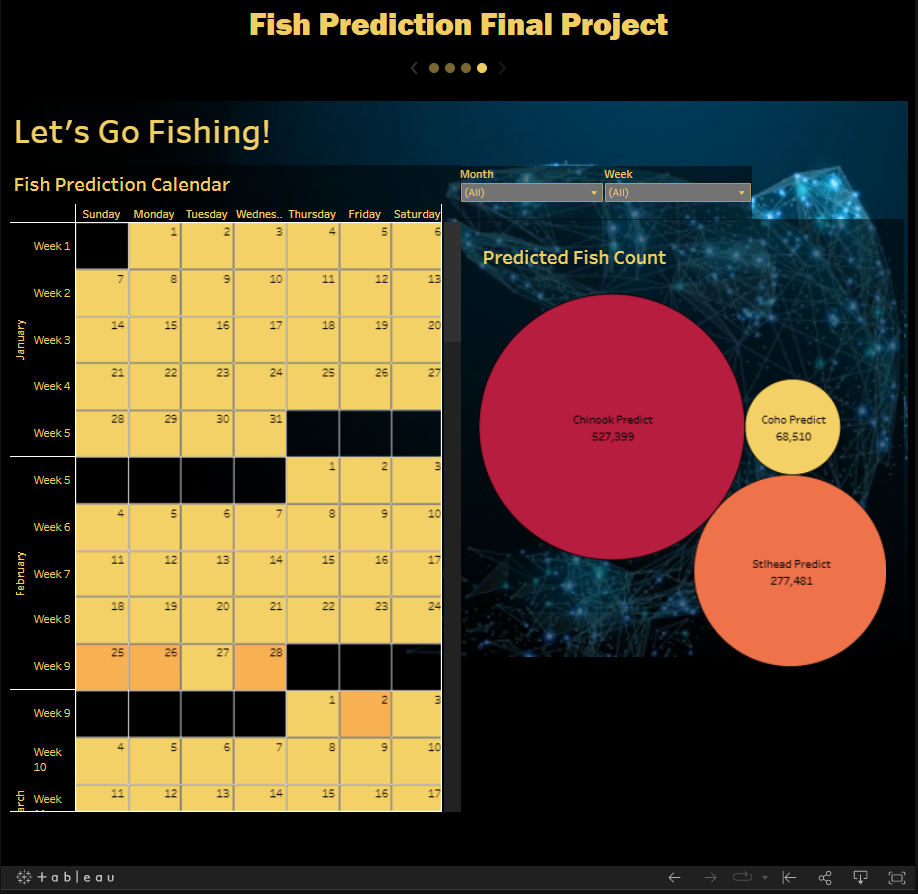 Fish Prediction Final Project
Let's Go Fishing!
Fish Prediction Calendar
Month
Week
(All)
(All)
Sunday Monday Tuesday Wednes.. Thursday Friday Saturday
January
Week 1 1 2 3 4 5 6
Week 2 7 8 9 10 11 12 13
Week 3 14 15 16 17 18 19 20
Week 4 21 22 23 24 25 26 27
Week 5 28 29 30 31
February
Week 5 1 2 3
Week 6 4 5 6 7 8 9 10
Week 7 11 12 13 14 15 16 17
Week 8 18 19 20 21 22 23 24
Week 9 25 26 27 28
arch
Week 9 1 2 3
Week
10 4 5 6 7 8 9 10
Week 11 12 13 14 15 16 17
Predicted Fish Count
Chinook Predict
527,399
Coho Predict
68,510
Stlhead Predict
277,481
+ableau